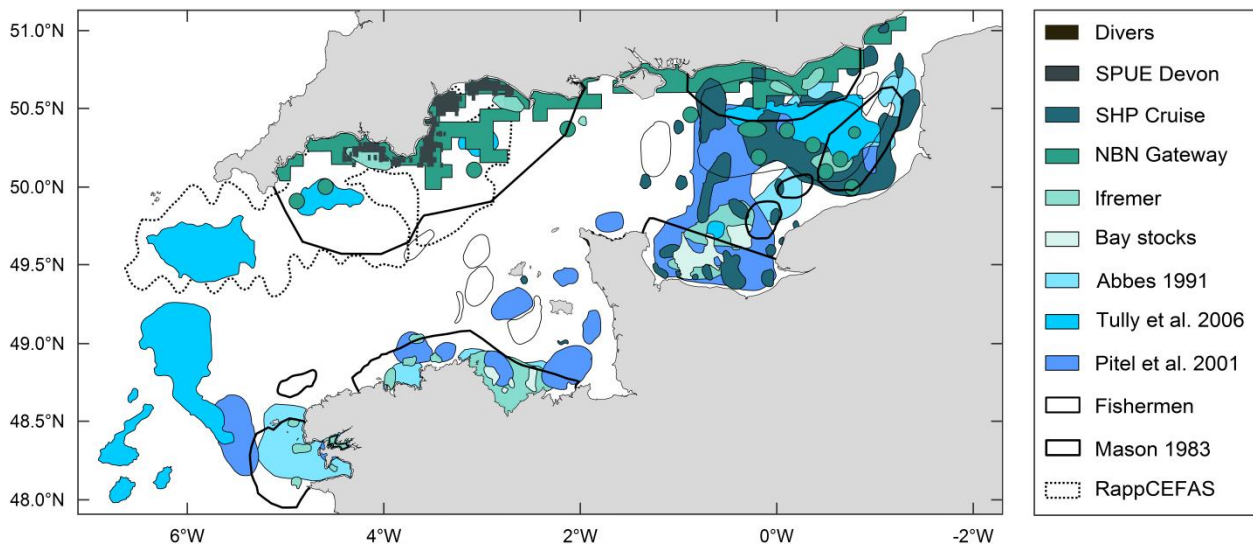 51.0°N
50.5°N
50.0°N
49.5°N
49.0°N
48.5°N
48.0°N
6°W
4°W
2°W
0°W
-2°W
Divers
SPUE Devon
SHP Cruise
NBN Gateway
Ifremer
Bay stocks
Abbes 1991
Tully et al. 2006
Pitel et al. 2001
Fishermen
Mason 1983
RappCEFAS